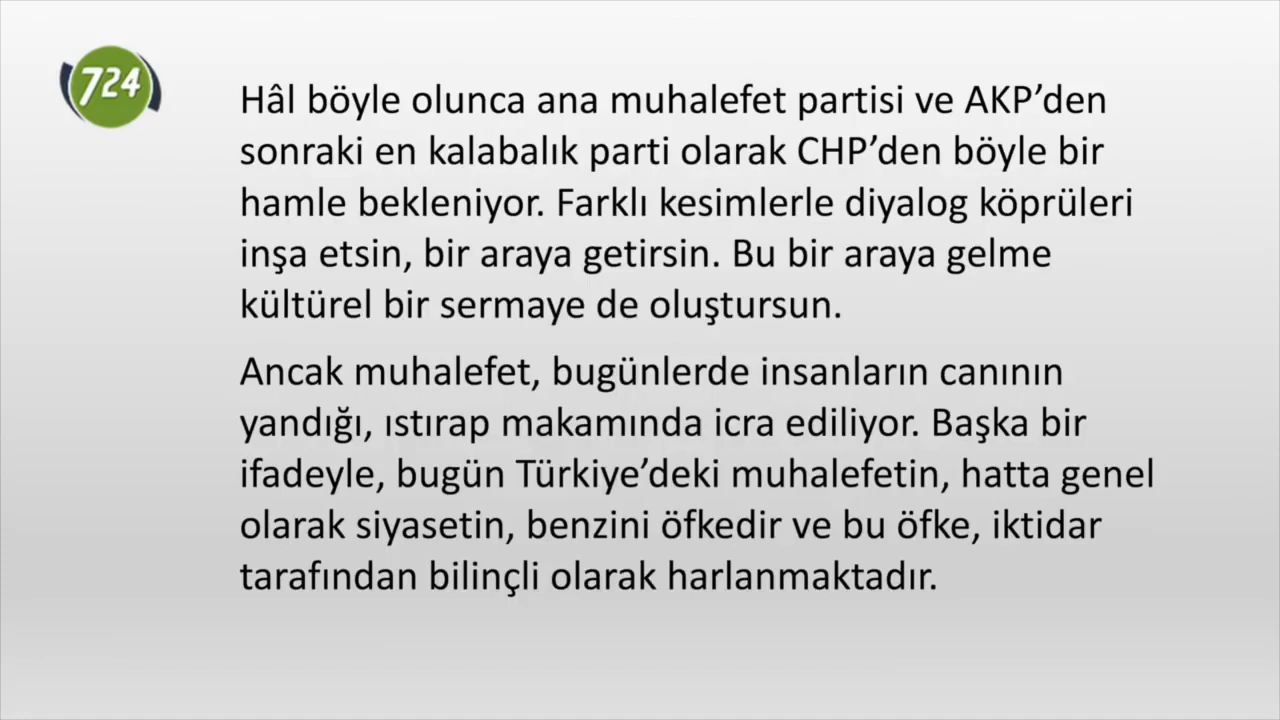 724
Hâl böyle olunca ana muhalefet partisi ve AKP’den
sonraki en kalabalık parti olarak CHP’den böyle bir
hamle bekleniyor. Farklı kesimlerle diyalog köprüleri
inşa etsin, bir araya getirsin. Bu bir araya gelme
kültürel bir sermaye de oluştursun.
Ancak muhalefet, bugünlerde insanların canının
yandığı, ıstırap makamında icra ediliyor. Başka bir
ifadeyle, bugün Türkiye’deki muhalefetin, hatta genel
olarak siyasetin, benzini öfkedir ve bu öfke, iktidar
tarafından bilinçli olarak harlanmaktadır.